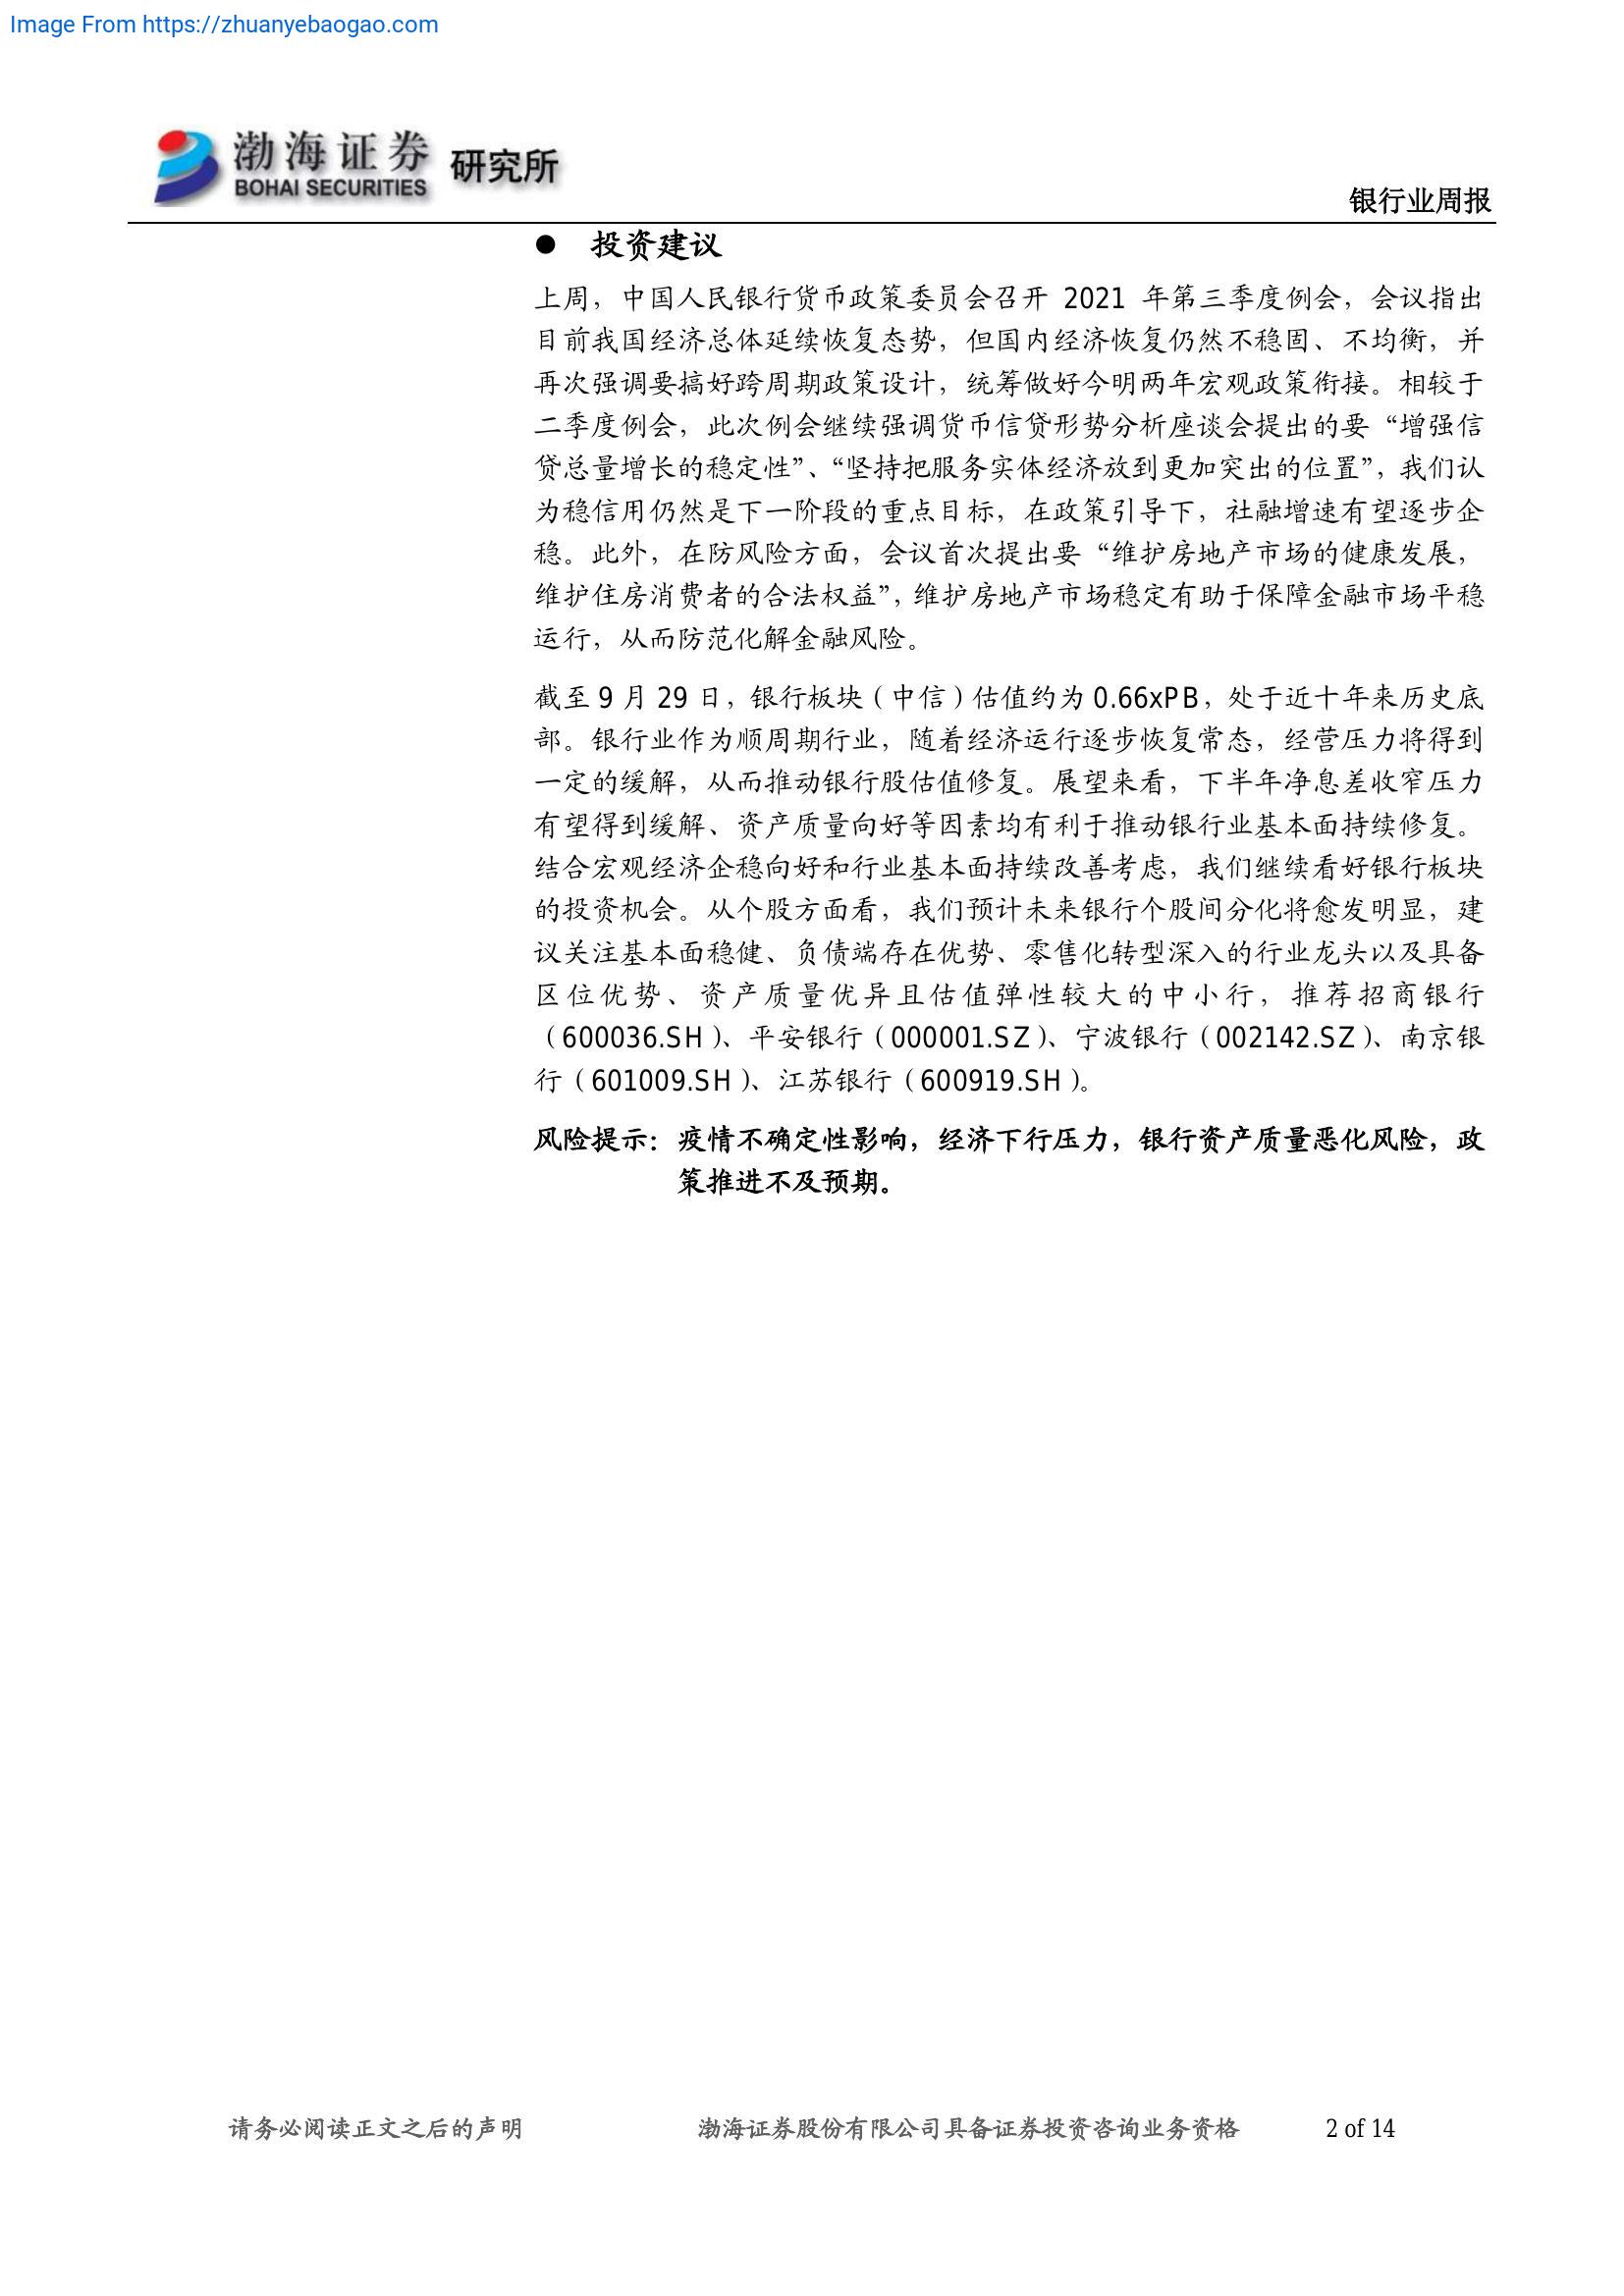 Image From https://zhuanyebaogao.com
渤海证券 研究所
BOHAI SECURITIES
银行业周报
● 投资建议
上周，中国人民银行货币政策委员会召开 2021 年第三季度例会，会议指出
目前我国经济总体延续恢复态势，但国内经济恢复仍然不稳固、不均衡，并
再次强调要搞好跨周期政策设计，统筹做好今明两年宏观政策衔接。相较于
二季度例会，此次例会继续强调货币信贷形势分析座谈会提出的要“增强信
贷总量增长的稳定性”、“坚持把服务实体经济放到更加突出的位置”，我们认
为稳信用仍然是下一阶段的重点目标，在政策引导下，社融增速有望逐步企
稳。此外，在防风险方面，会议首次提出要“维护房地产市场的健康发展，
维护住房消费者的合法权益”，维护房地产市场稳定有助于保障金融市场平稳
运行，从而防范化解金融风险。
截至 9 月 29 日，银行板块（中信）估值约为 0.66xPB，处于近十年来历史底
部。银行业作为顺周期行业，随着经济运行逐步恢复常态，经营压力将得到
一定的缓解，从而推动银行股估值修复。展望来看，下半年净息差收窄压力
有望得到缓解、资产质量向好等因素均有利于推动银行业基本面持续修复。
结合宏观经济企稳向好和行业基本面持续改善考虑，我们继续看好银行板块
的投资机会。从个股方面看，我们预计未来银行个股间分化将愈发明显，建
议关注基本面稳健、负债端存在优势、零售化转型深入的行业龙头以及具备
区位优势、资产质量优异且估值弹性较大的中小行，推荐招商银行
（600036.SH）、平安银行（000001.SZ）、宁波银行（002142.SZ）、南京银
行（601009.SH）、江苏银行（600919.SH）。
风险提示：疫情不确定性影响，经济下行压力，银行资产质量恶化风险，政
策推进不及预期。
请务必阅读正文之后的声明 渤海证券股份有限公司具备证券投资咨询业务资格 2 of 14